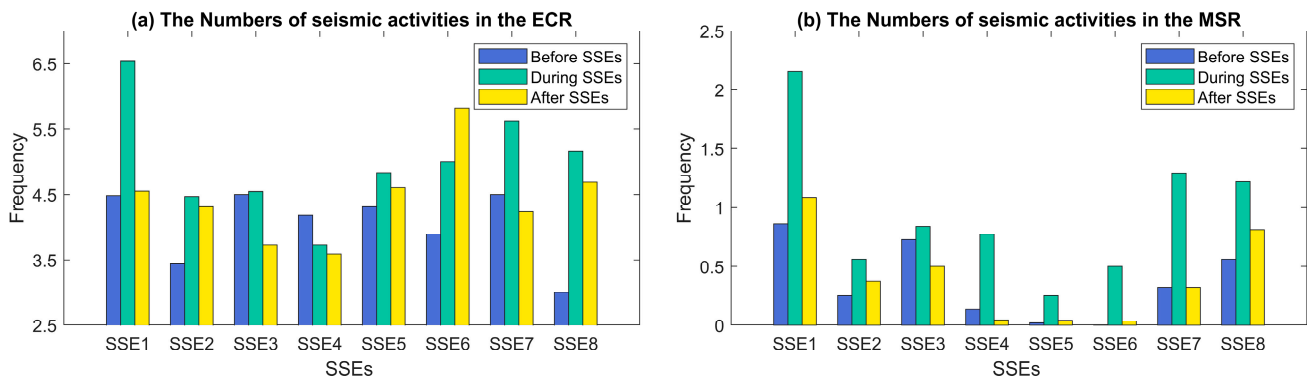 (a) The Numbers of seismic activities in the ECR
Before SSEs
During SSEs
After SSEs
6.5
5.5
4.5
3.5
2.5
Frequency
SSE1 SSE2 SSE3 SSE4 SSE5 SSE6 SSE7 SSE8
SSEs
(b) The Numbers of seismic activities in the MSR
Before SSEs
During SSEs
After SSEs
2.5
2
1.5
1
0.5
0
Frequency
SSE1 SSE2 SSE3 SSE4 SSE5 SSE6 SSE7 SSE8
SSEs